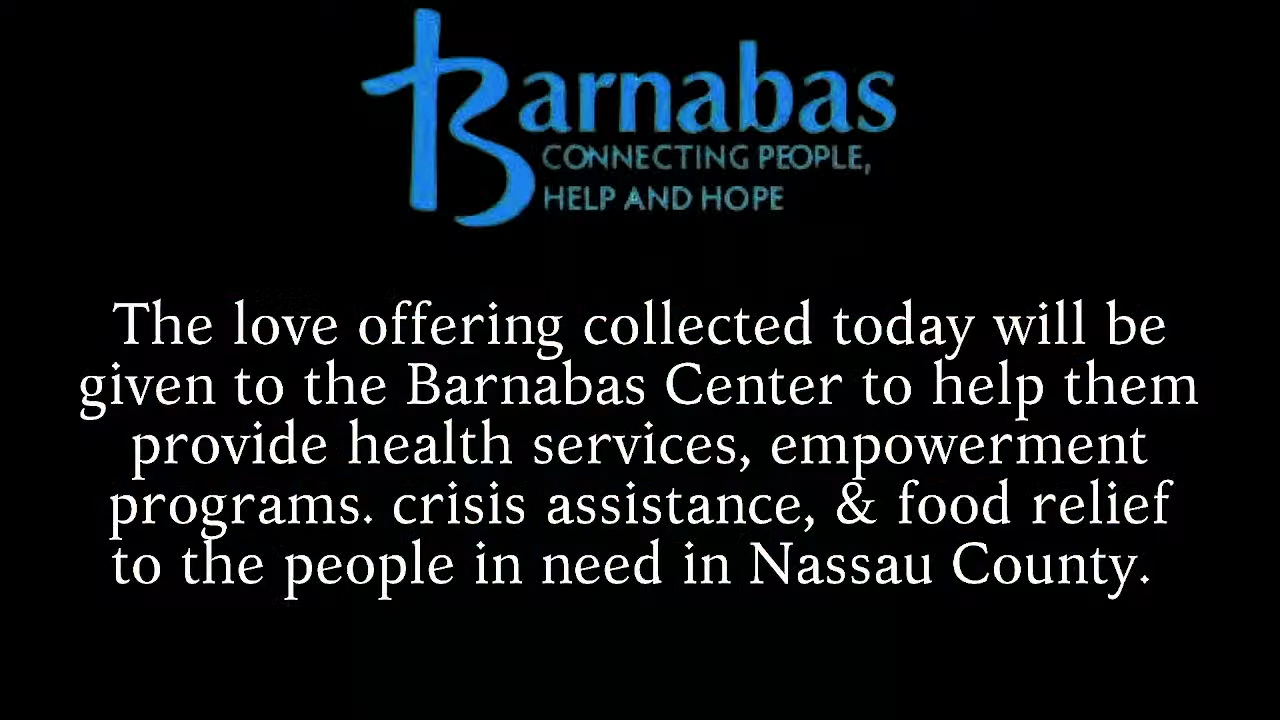 Barnabas
CONNECTING PEOPLE,
HELP AND HOPE
The love offering collected today will be
given to the Barnabas Center to help them
provide health services, empowerment
programs. crisis assistance, & food relief
to the people in need in Nassau County.